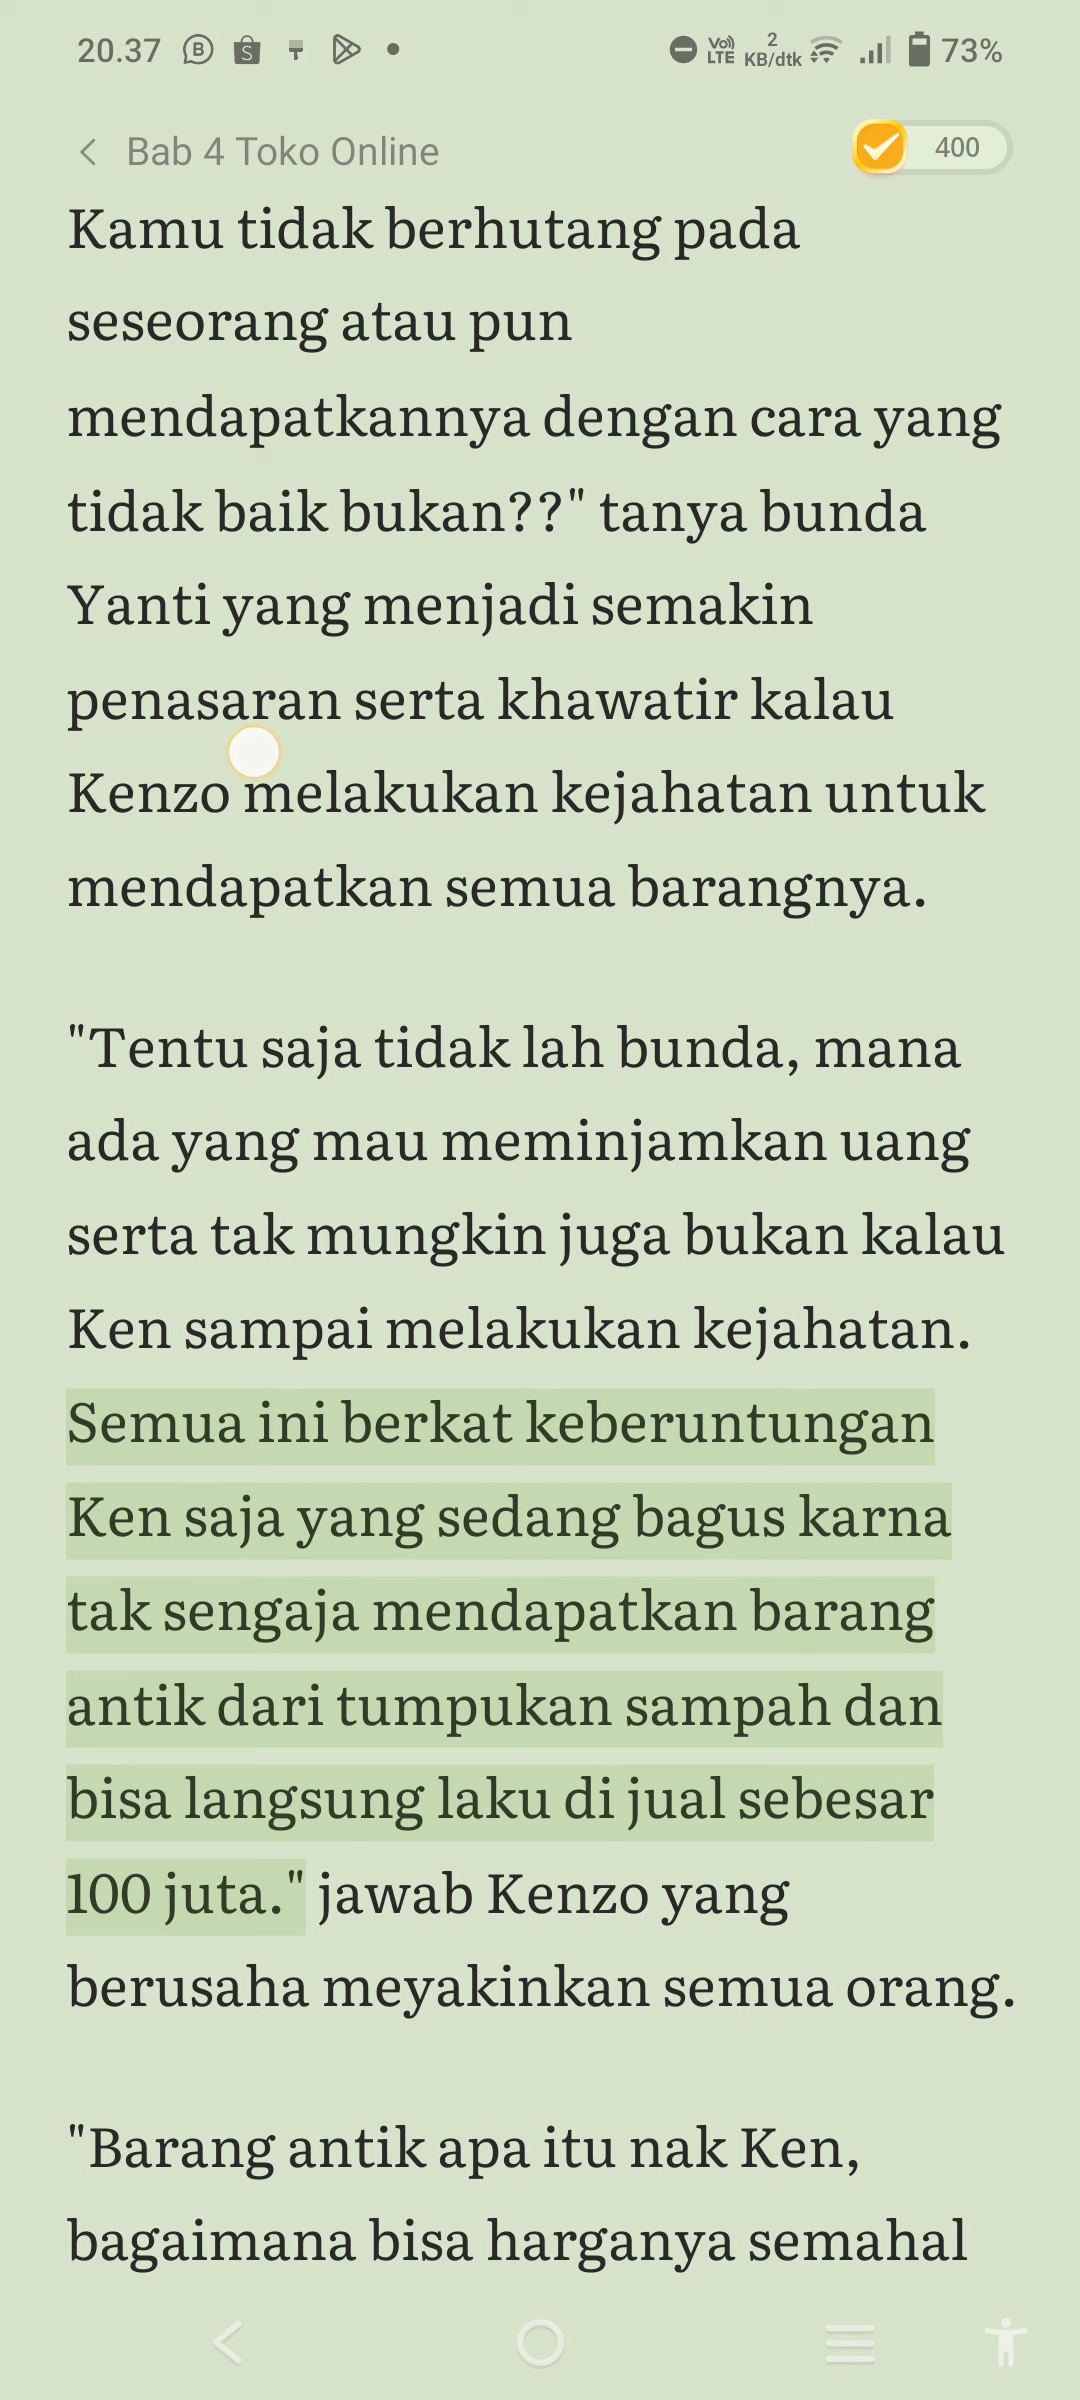 20.37
VoLTE
2 KB/dtk
73%
Bab 4 Toko Online
400
Kamu tidak berhutang pada
seseorang atau pun
mendapatkannya dengan cara yang
tidak baik bukan??" tanya bunda
Yanti yang menjadi semakin
penasaran serta khawatir kalau
Kenzo melakukan kejahatan untuk
mendapatkan semua barangnya.
"Tentu saja tidak lah bunda, mana
ada yang mau meminjamkan uang
serta tak mungkin juga bukan kalau
Ken sampai melakukan kejahatan.
Semua ini berkat keberuntungan
Ken saja yang sedang bagus karna
tak sengaja mendapatkan barang
antik dari tumpukan sampah dan
bisa langsung laku di jual sebesar
100 juta." jawab Kenzo yang
berusaha meyakinkan semua orang.
"Barang antik apa itu nak Ken,
bagaimana bisa harganya semahal